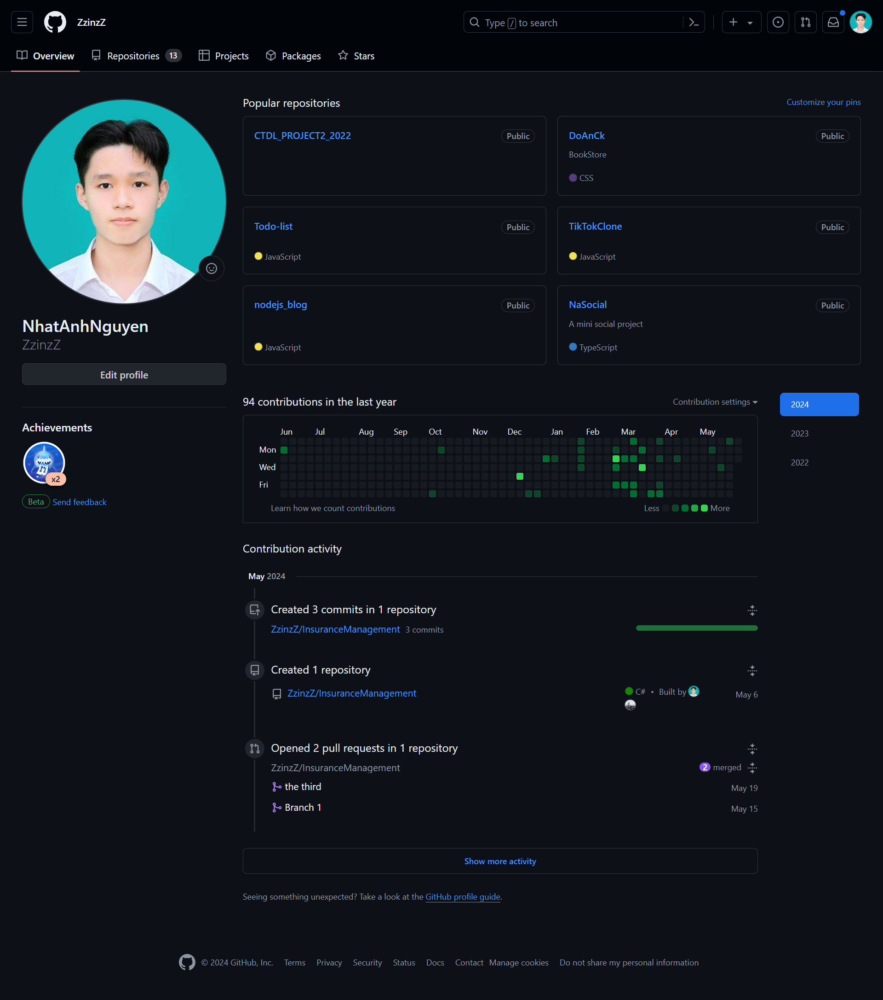 ZzinzZ
Type / to search
Overview
Repositories 13
Projects
Packages
Stars
NhatAnhNguyen
ZzinzZ
Edit profile
Achievements
x2
Beta Send feedback
Popular repositories
Customize your pins
CTDL_PROJECT2_2022
Public
DoAnCk
Public
BookStore
CSS
Todo-list
Public
JavaScript
TikTokClone
Public
JavaScript
nodejs_blog
Public
JavaScript
NaSocial
Public
A mini social project
TypeScript
94 contributions in the last year
Contribution settings
2024
2023
2022
Jun Jul Aug Sep Oct Nov Dec Jan Feb Mar Apr May
Mon
Wed
Fri
Learn how we count contributions
Less More
Contribution activity
May 2024
Created 3 commits in 1 repository
ZzinzZ/InsuranceManagement 3 commits
Created 1 repository
ZzinzZ/InsuranceManagement
C# • Built by
May 6
Opened 2 pull requests in 1 repository
ZzinzZ/InsuranceManagement
2 merged
the third
May 19
Branch 1
May 15
Show more activity
Seeing something unexpected? Take a look at the GitHub profile guide.
© 2024 GitHub, Inc. Terms Privacy Security Status Docs Contact Manage cookies Do not share my personal information